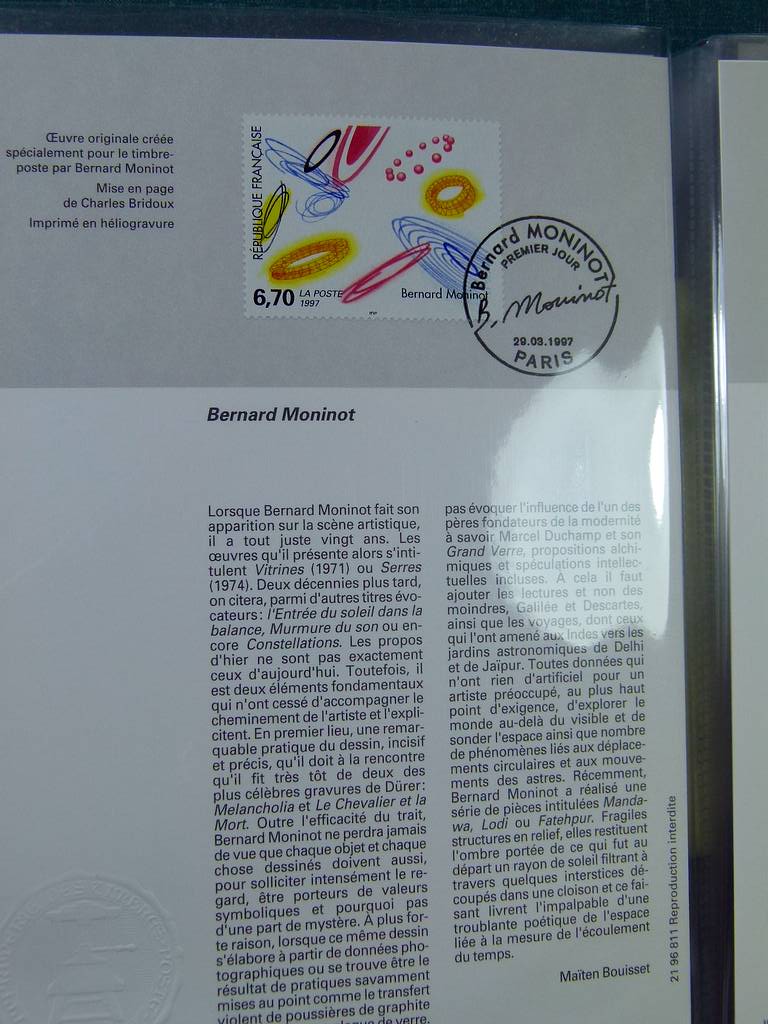 Œuvre originale créée
spécialement pour le timbre-
poste par Bernard Moninot
Mise en page
de Charles Bridoux
Imprimé en héliogravure
RÉPUBLIQUE FRANÇAISE
6,70 LA POSTE
1997
Bernard Moninot
Bernard MONINOT
PREMIER JOUR
B. Moninot
29.03.1997
PARIS
Bernard Moninot
Lorsque Bernard Moninot fait son
apparition sur la scène artistique,
il a tout juste vingt ans. Les
œuvres qu'il présente alors s'inti-
tulent Vitrines (1971) ou Serres
(1974). Deux décennies plus tard,
on citera, parmi d'autres titres évo-
cateurs : l'Entrée du soleil dans la
balance, Murmure du son ou en-
core Constellations. Les propos
d'hier ne sont pas exactement
ceux d'aujourd'hui. Toutefois, il
est deux éléments fondamentaux
qui n'ont cessé d'accompagner le
cheminement de l'artiste et l'expli-
citent. En premier lieu, une remar-
quable pratique du dessin, incisif
et précis, qu'il doit à la rencontre
qu'il fit très tôt de deux des
plus célèbres gravures de Dürer :
Melancholia et Le Chevalier et la
Mort. Outre l'efficacité du trait,
Bernard Moninot ne perdra jamais
de vue que chaque objet et chaque
chose dessinés doivent aussi,
pour solliciter intensément le re-
gard, être porteurs de valeurs
symboliques et pourquoi pas
d'une part de mystère. À plus for-
te raison, lorsque ce même dessin
s'élabore à partir de données pho-
tographiques ou se trouve être le
résultat de pratiques savamment
mises au point comme le transfert
violent de poussières de graphite
de verre.
pas évoquer l'influence de l'un des
pères fondateurs de la modernité
à savoir Marcel Duchamp et son
Grand Verre, propositions alchi-
miques et spéculations intellec-
tuelles incluses. À cela il faut
ajouter les lectures et non des
moindres, Galilée et Descartes,
ainsi que les voyages, dont ceux
qui l'ont amené aux Indes vers les
jardins astronomiques de Delhi
et de Jaïpur. Toutes données qui
n'ont rien d'artificiel pour un
artiste préoccupé, au plus haut
point d'exigence, d'explorer le
monde au-delà du visible et de
sonder l'espace ainsi que nombre
de phénomènes liés aux déplace-
ments circulaires et aux mouve-
ments des astres. Récemment,
Bernard Moninot a réalisé une
série de pièces intitulées Manda-
wa, Lodi ou Fatehpur. Fragiles
structures en relief, elles restituent
l'ombre portée de ce qui fut au
départ un rayon de soleil filtrant à
travers quelques interstices dé-
coupés dans une cloison et ce fai-
sant livrent l'impalpable d'une
troublante poétique de l'espace
liée à la mesure de l'écoulement
du temps.
Maïten Bouisset
21 96 811 Reproduction interdite